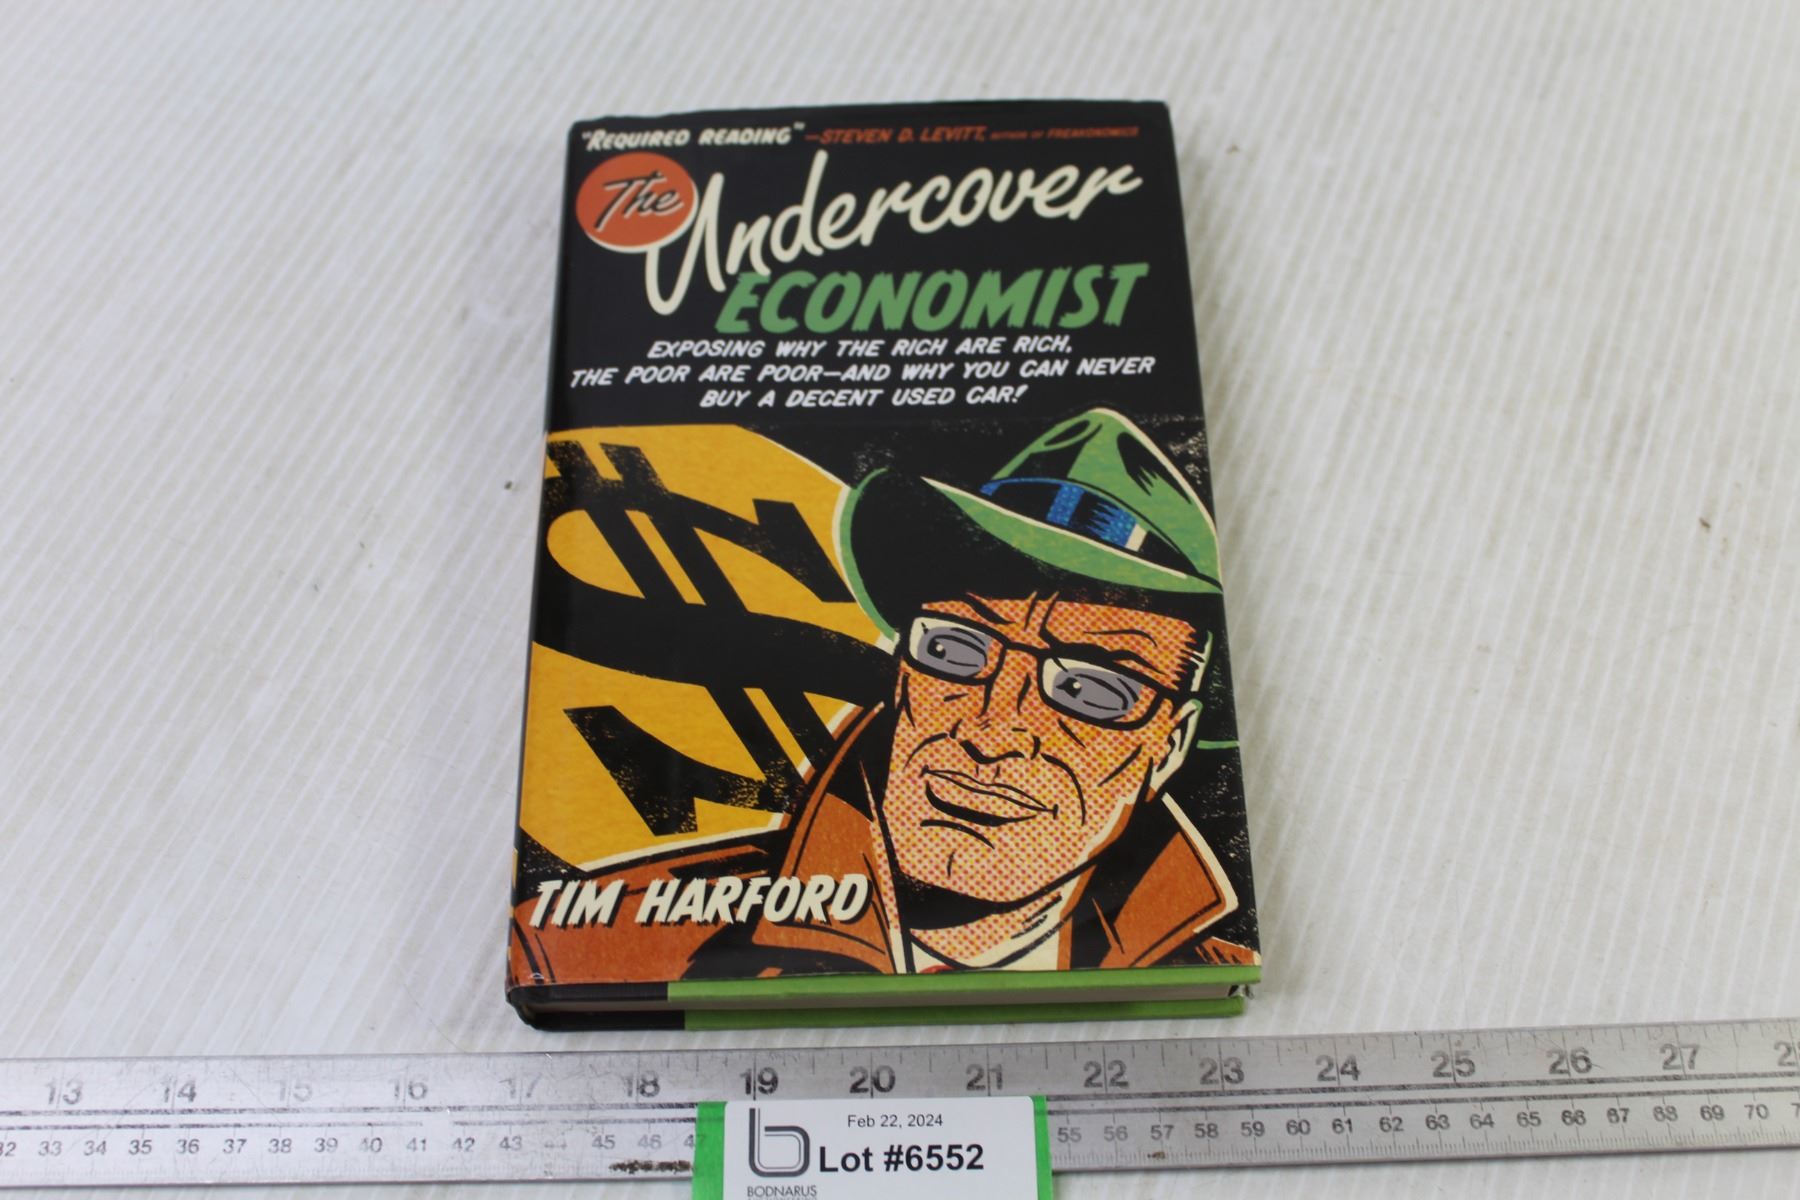 "REQUIRED READING" —STEVEN D. LEVITT, AUTHOR OF FREAKONOMICS
The Undercover
ECONOMIST
EXPOSING WHY THE RICH ARE RICH,
THE POOR ARE POOR—AND WHY YOU CAN NEVER
BUY A DECENT USED CAR!
TIM HARFORD
13 14 15 16 17 18 19 20 21 22 23 24 25 26 27
33 34 35 36 37 38 39 40 41 42 43 44 45 46 55 56 57 58 59 60 61 62 63 64 65 66 67 68 69 70
Feb 22, 2024
Lot #6552
BODNARUS